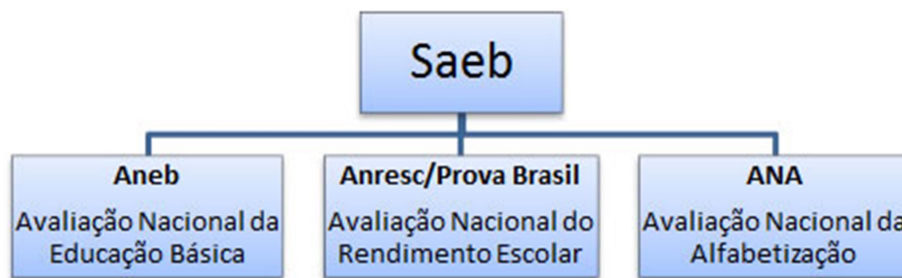 Saeb
Aneb
Avaliação Nacional da
Educação Básica
Anresc/Prova Brasil
Avaliação Nacional do
Rendimento Escolar
ANA
Avaliação Nacional da
Alfabetização